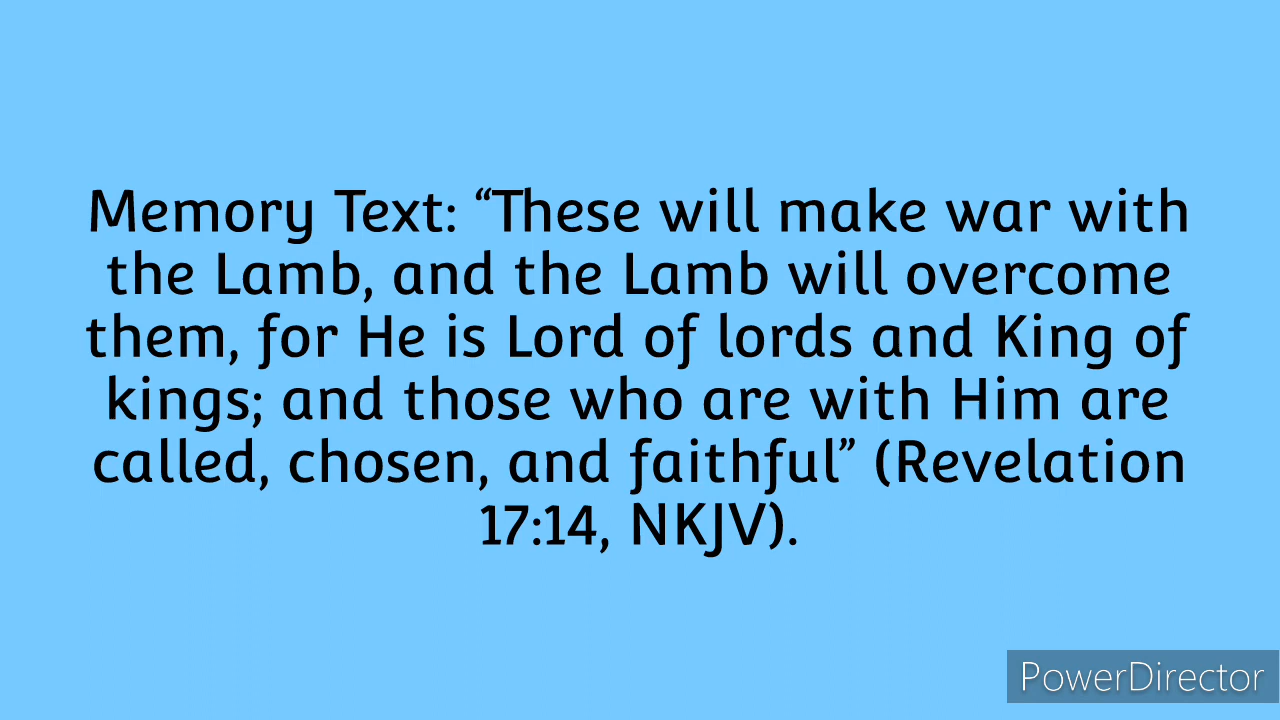 Memory Text: “These will make war with
the Lamb, and the Lamb will overcome
them, for He is Lord of lords and King of
kings; and those who are with Him are
called, chosen, and faithful” (Revelation
17:14, NKJV).
PowerDirector